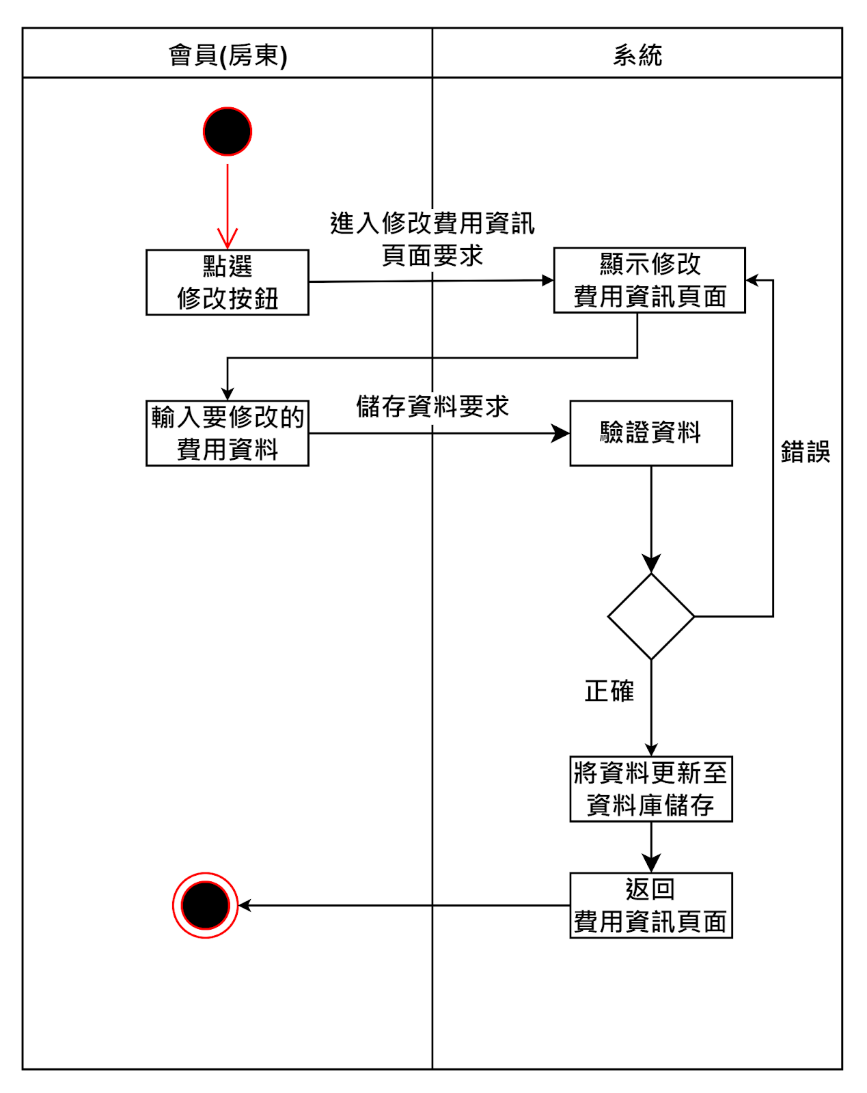 會員(房東)
系統
進入修改費用資訊
頁面要求
點選
修改按鈕
顯示修改
費用資訊頁面
輸入要修改的
費用資料
儲存資料要求
驗證資料
錯誤
正確
將資料更新至
資料庫儲存
返回
費用資訊頁面